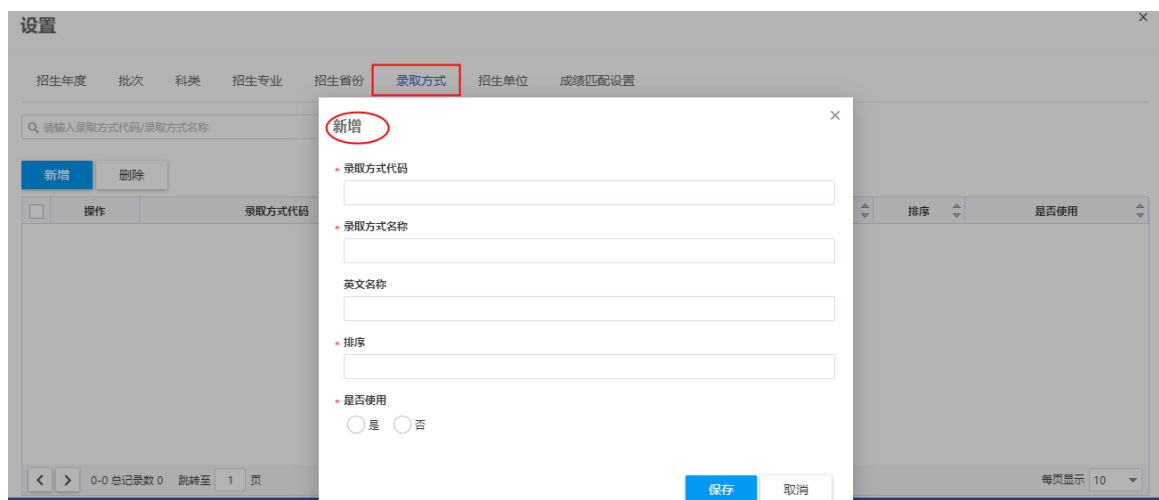 设置
×
招生年度 批次 科类 招生专业 招生省份 录取方式 招生单位 成绩匹配设置
请输入录取方式代码/录取方式名称
新增 删除
操作 录取方式代码 排序 是否使用
新增 ×
* 录取方式代码
* 录取方式名称
英文名称
* 排序
* 是否使用
是 否
保存 取消
< > 0-0 总记录数 0 跳转至 1 页 每页显示 10